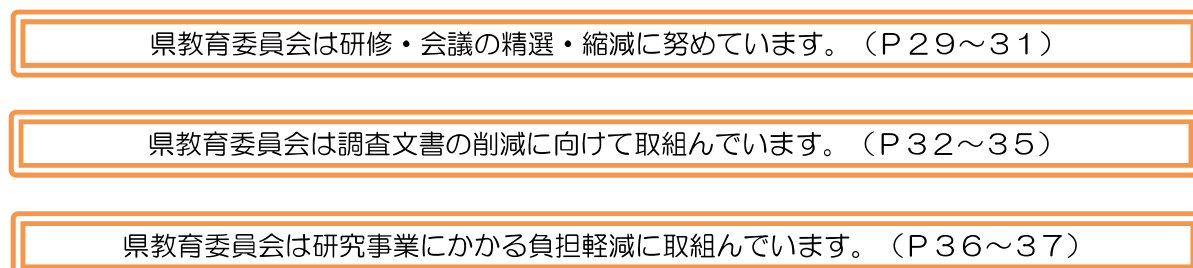 県教育委員会は研修・会議の精選・縮減に努めています。（Ｐ２９～３１）
県教育委員会は調査文書の削減に向けて取組んでいます。（Ｐ３２～３５）
県教育委員会は研究事業にかかる負担軽減に取組んでいます。（Ｐ３６～３７）